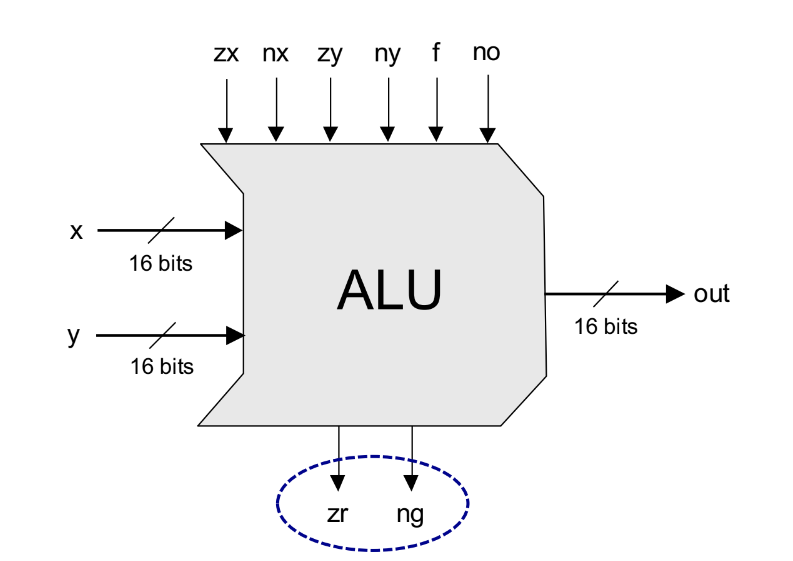 zx nx zy ny f no
x
16 bits
ALU
out
16 bits
y
16 bits
zr ng